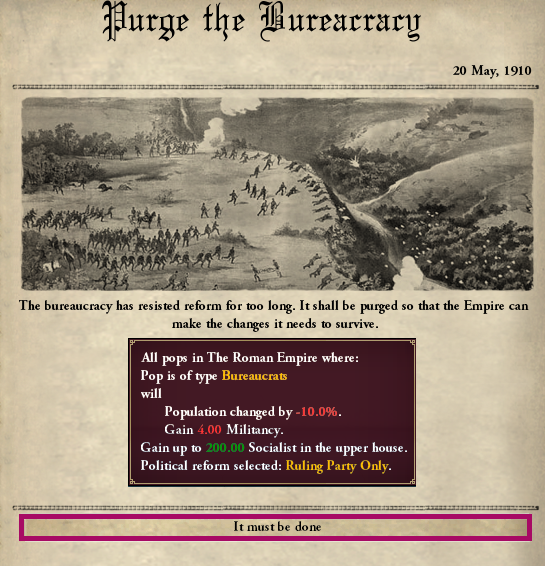 Purge the Bureacracy
20 May, 1910
The bureaucracy has resisted reform for too long. It shall be purged so that the Empire can
make the changes it needs to survive.
All pops in The Roman Empire where:
Pop is of type Bureaucrats
will
Population changed by -10.0%.
Gain 4.00 Militancy.
Gain up to 200.00 Socialist in the upper house.
Political reform selected: Ruling Party Only.
It must be done